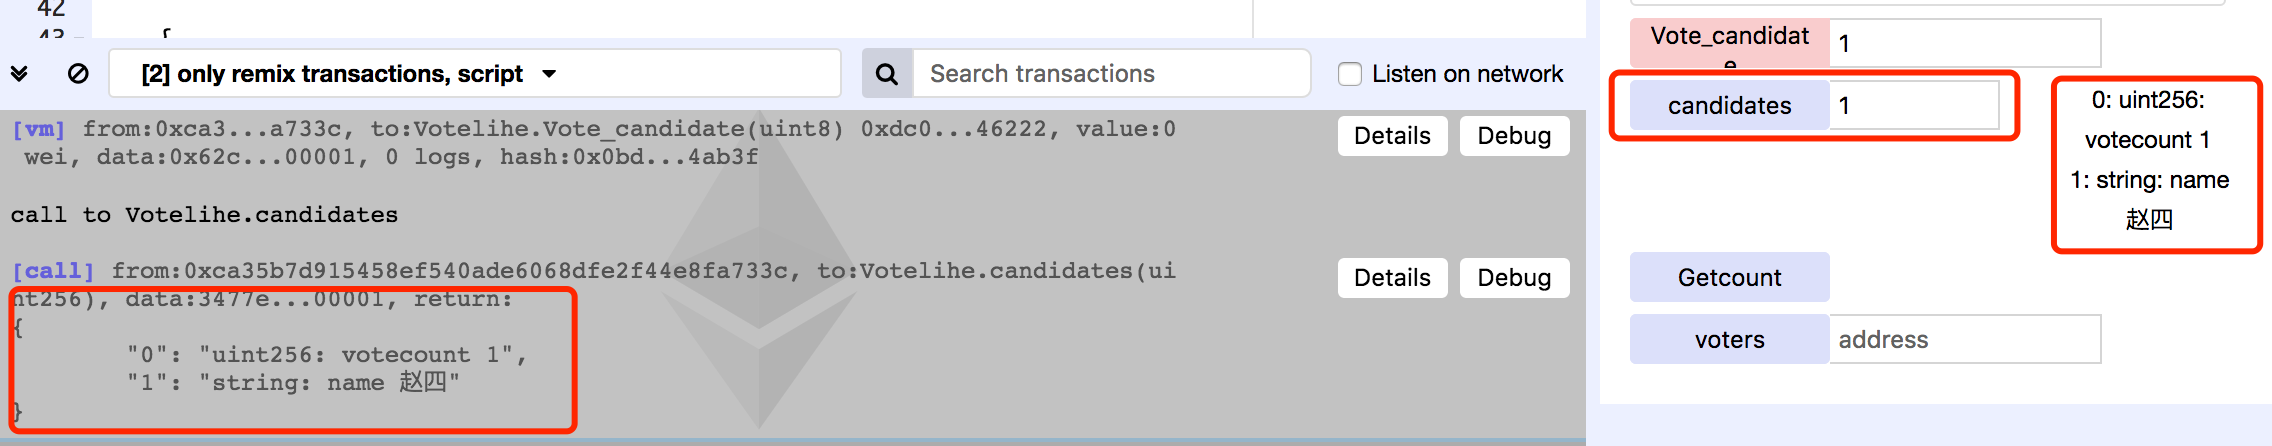 42
43
{
[2] only remix transactions, script
Search transactions
Listen on network
[vm] from:0xca3...a733c, to:Votelihe.Vote_candidate(uint8) 0xdc0...46222, value:0
wei, data:0x62c...00001, 0 logs, hash:0x0bd...4ab3f
Details
Debug
call to Votelihe.candidates
[call] from:0xca35b7d915458ef540ade6068dfe2f44e8fa733c, to:Votelihe.candidates(ui
nt256), data:3477e...00001, return:
Details
Debug
{
"0": "uint256: votecount 1",
"1": "string: name 赵四"
}
Vote_candidat
e
1
candidates
1
0: uint256:
votecount 1
1: string: name
赵四
Getcount
voters
address